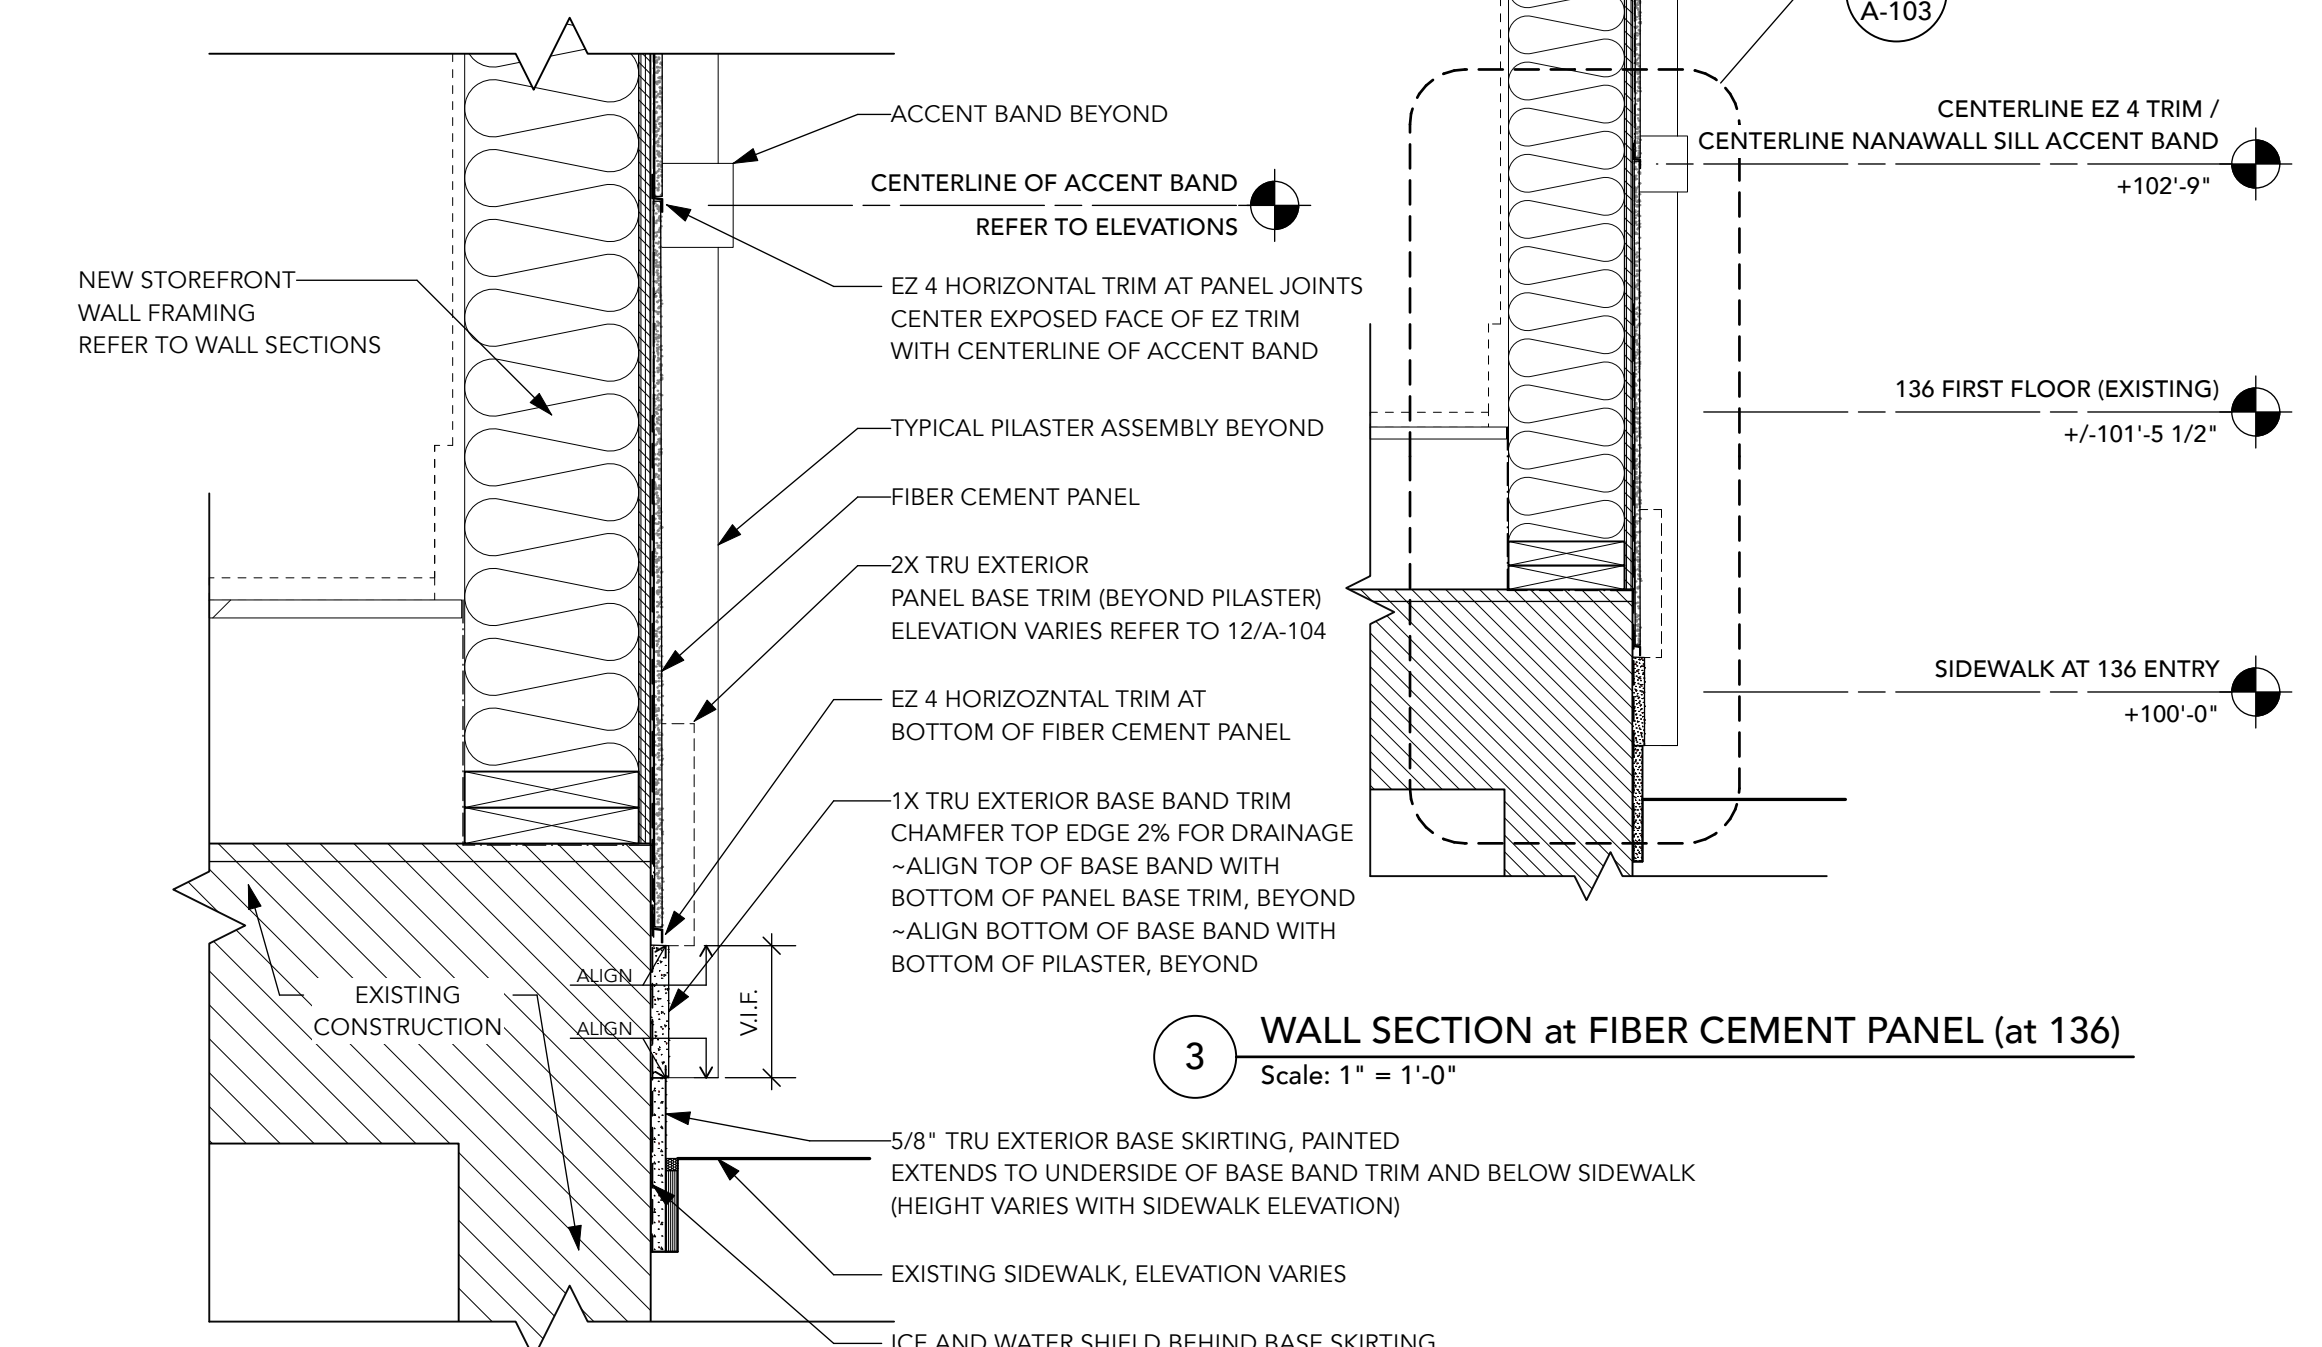 A-103
ACCENT BAND BEYOND
CENTERLINE OF ACCENT BAND
REFER TO ELEVATIONS
NEW STOREFRONT
WALL FRAMING
REFER TO WALL SECTIONS
EZ 4 HORIZONTAL TRIM AT PANEL JOINTS
CENTER EXPOSED FACE OF EZ TRIM
WITH CENTERLINE OF ACCENT BAND
TYPICAL PILASTER ASSEMBLY BEYOND
FIBER CEMENT PANEL
2X TRU EXTERIOR
PANEL BASE TRIM (BEYOND PILASTER)
ELEVATION VARIES REFER TO 12/A-104
EZ 4 HORIZOZNTAL TRIM AT
BOTTOM OF FIBER CEMENT PANEL
1X TRU EXTERIOR BASE BAND TRIM
CHAMFER TOP EDGE 2% FOR DRAINAGE
~ALIGN TOP OF BASE BAND WITH
BOTTOM OF PANEL BASE TRIM, BEYOND
~ALIGN BOTTOM OF BASE BAND WITH
BOTTOM OF PILASTER, BEYOND
ALIGN
ALIGN
V.I.F.
EXISTING
CONSTRUCTION
5/8" TRU EXTERIOR BASE SKIRTING, PAINTED
EXTENDS TO UNDERSIDE OF BASE BAND TRIM AND BELOW SIDEWALK
(HEIGHT VARIES WITH SIDEWALK ELEVATION)
EXISTING SIDEWALK, ELEVATION VARIES
ICE AND WATER SHIELD BEHIND BASE SKIRTING
CENTERLINE EZ 4 TRIM /
CENTERLINE NANAWALL SILL ACCENT BAND
+102'-9"
136 FIRST FLOOR (EXISTING)
+/-101'-5 1/2"
SIDEWALK AT 136 ENTRY
+100'-0"
3
WALL SECTION at FIBER CEMENT PANEL (at 136)
Scale: 1" = 1'-0"